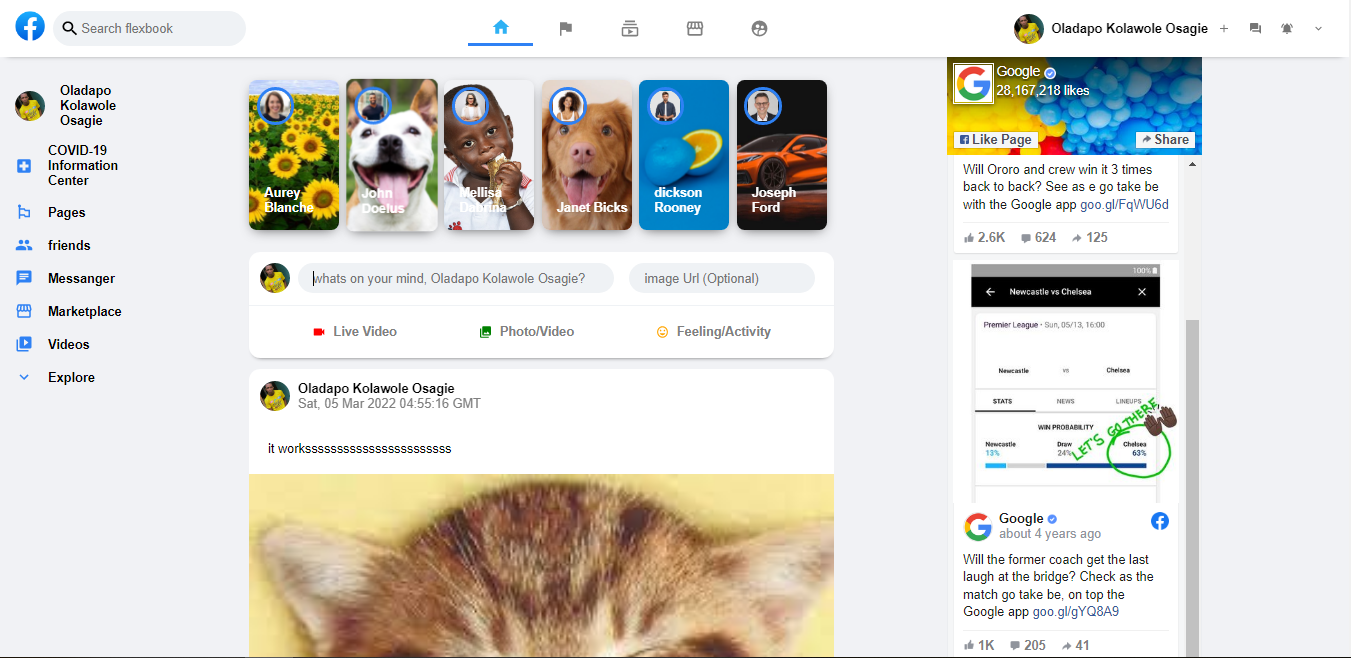 Search flexbook
Oladapo Kolawole Osagie
Oladapo
Kolawole
Osagie
COVID-19
Information
Center
Pages
friends
Messanger
Marketplace
Videos
Explore
Aurey
Blanche
John
Doeius
Mellisa
Dabrina
Janet Bicks
dickson
Rooney
Joseph
Ford
whats on your mind, Oladapo Kolawole Osagie?
image Url (Optional)
Live Video
Photo/Video
Feeling/Activity
Oladapo Kolawole Osagie
Sat, 05 Mar 2022 04:55:16 GMT
it workssssssssssssssssssssssss
Google
28,167,218 likes
Like Page
Share
Will Ororo and crew win it 3 times
back to back? See as e go take be
with the Google app goo.gl/FqWU6d
2.6K 624 125
100%
Newcastle vs Chelsea
Premier League · Sun, 05/13, 16:00
Newcastle vs Chelsea
STATS NEWS LINEUPS
LET'S GO THERE
WIN PROBABILITY
Newcastle Draw Chelsea
13% 24% 63%
Google
about 4 years ago
Will the former coach get the last
laugh at the bridge? Check as the
match go take be, on top the
Google app goo.gl/gYQ8A9
1K 205 41